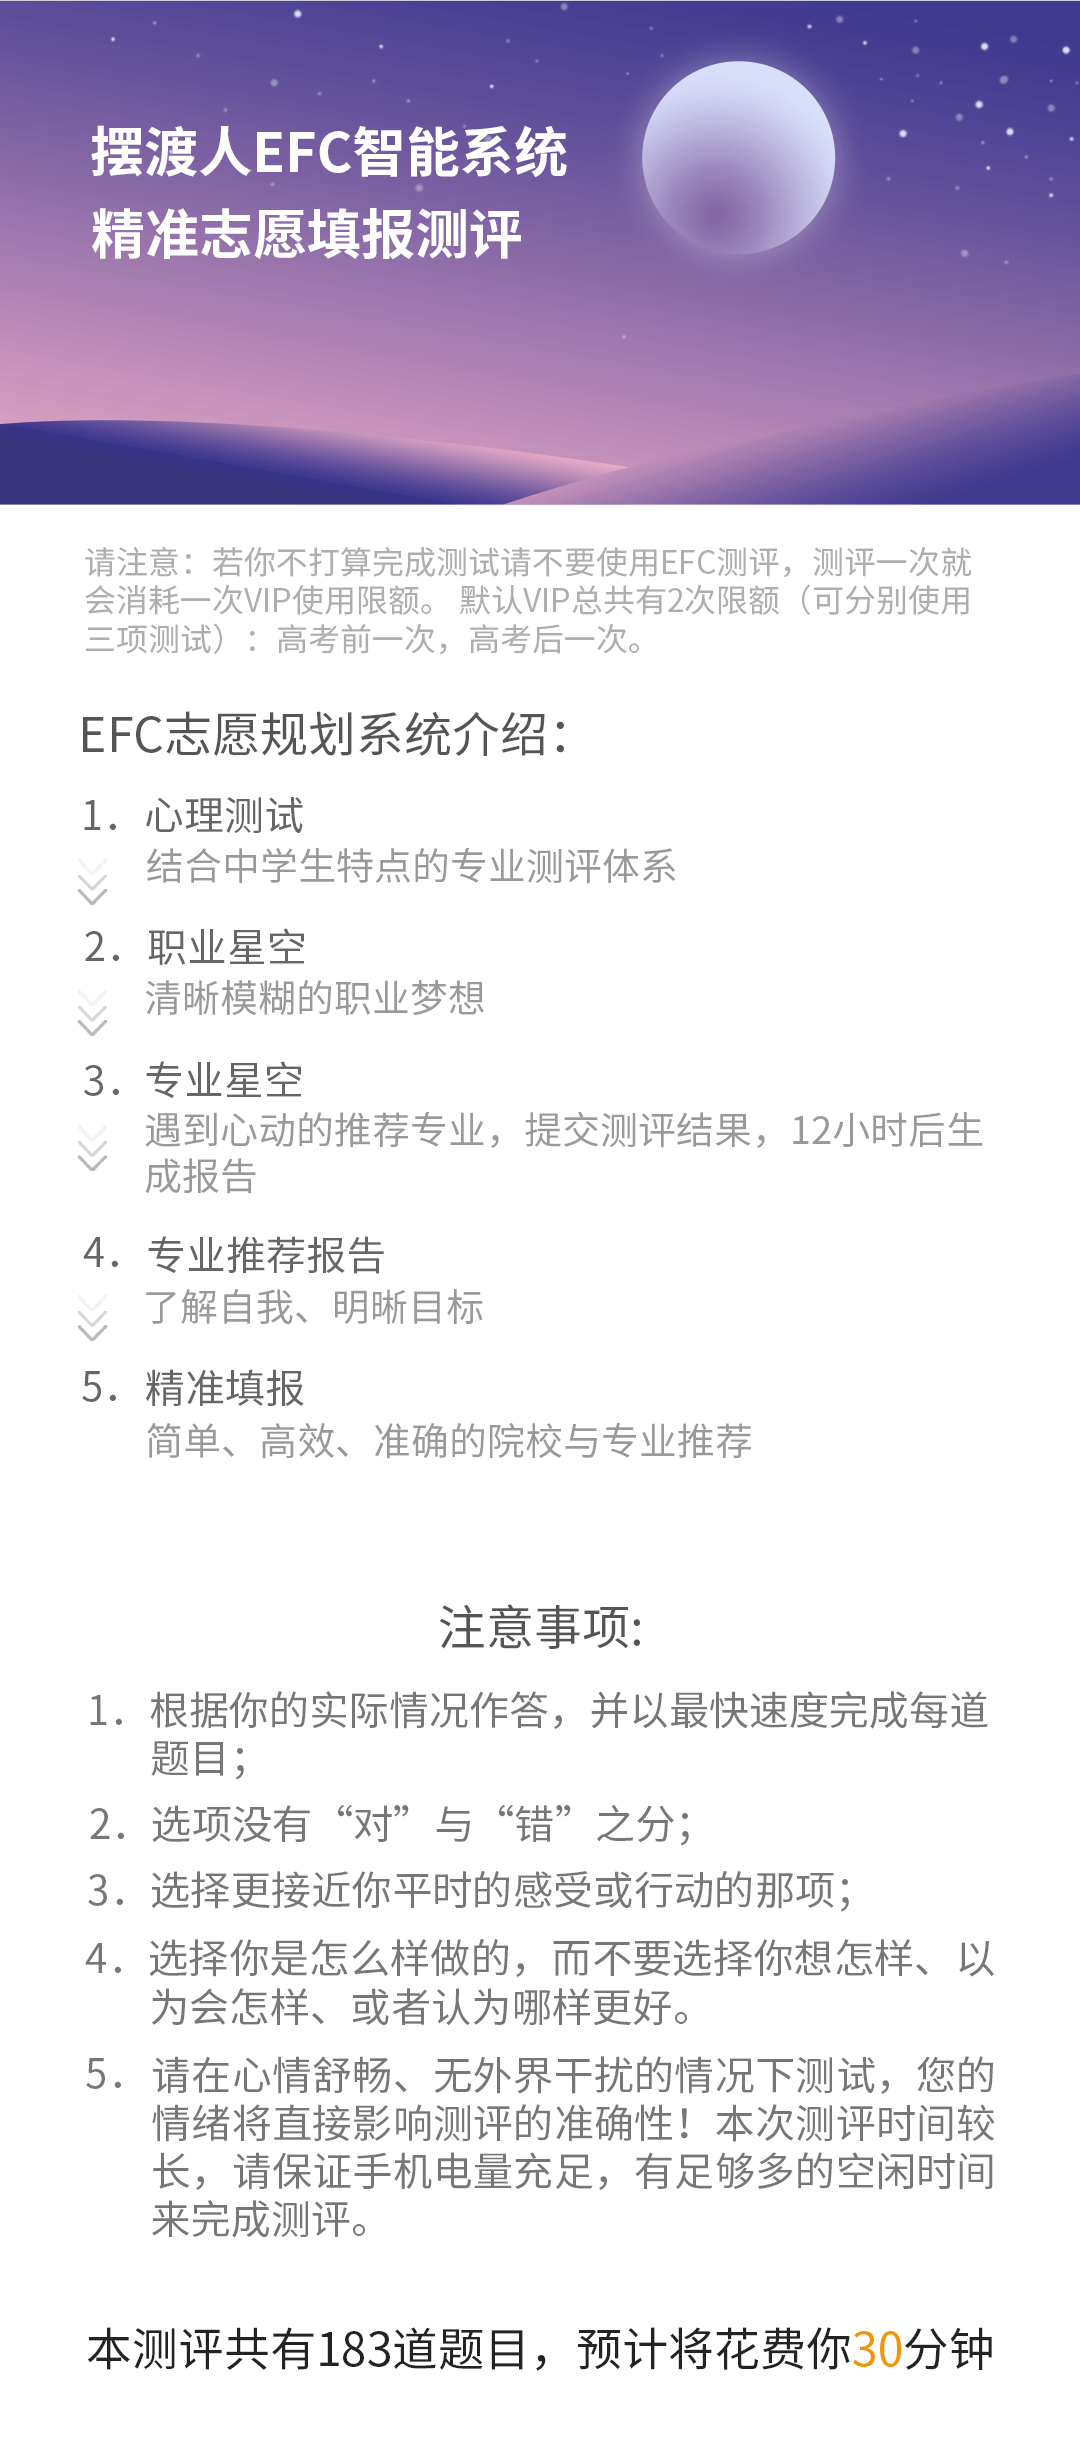 摆渡人EFC智能系统
精准志愿填报测评
请注意：若你不打算完成测试请不要使用EFC测评，测评一次就
会消耗一次VIP使用限额。 默认VIP总共有2次限额（可分别使用
三项测试）：高考前一次，高考后一次。
EFC志愿规划系统介绍：
1. 心理测试
结合中学生特点的专业测评体系
2. 职业星空
清晰模糊的职业梦想
3. 专业星空
遇到心动的推荐专业，提交测评结果，12小时后生
成报告
4. 专业推荐报告
了解自我、明晰目标
5. 精准填报
简单、高效、准确的院校与专业推荐
注意事项:
1. 根据你的实际情况作答，并以最快速度完成每道
题目；
2. 选项没有“对”与“错”之分；
3. 选择更接近你平时的感受或行动的那项；
4. 选择你是怎么样做的，而不要选择你想怎样、以
为会怎样、或者认为哪样更好。
5. 请在心情舒畅、无外界干扰的情况下测试，您的
情绪将直接影响测评的准确性！本次测评时间较
长，请保证手机电量充足，有足够多的空闲时间
来完成测评。
本测评共有183道题目，预计将花费你30分钟